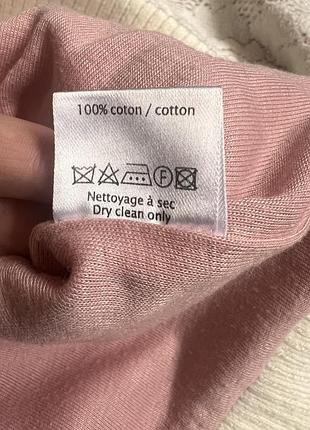 100% coton / cotton
F
Nettoyage à sec
Dry clean only